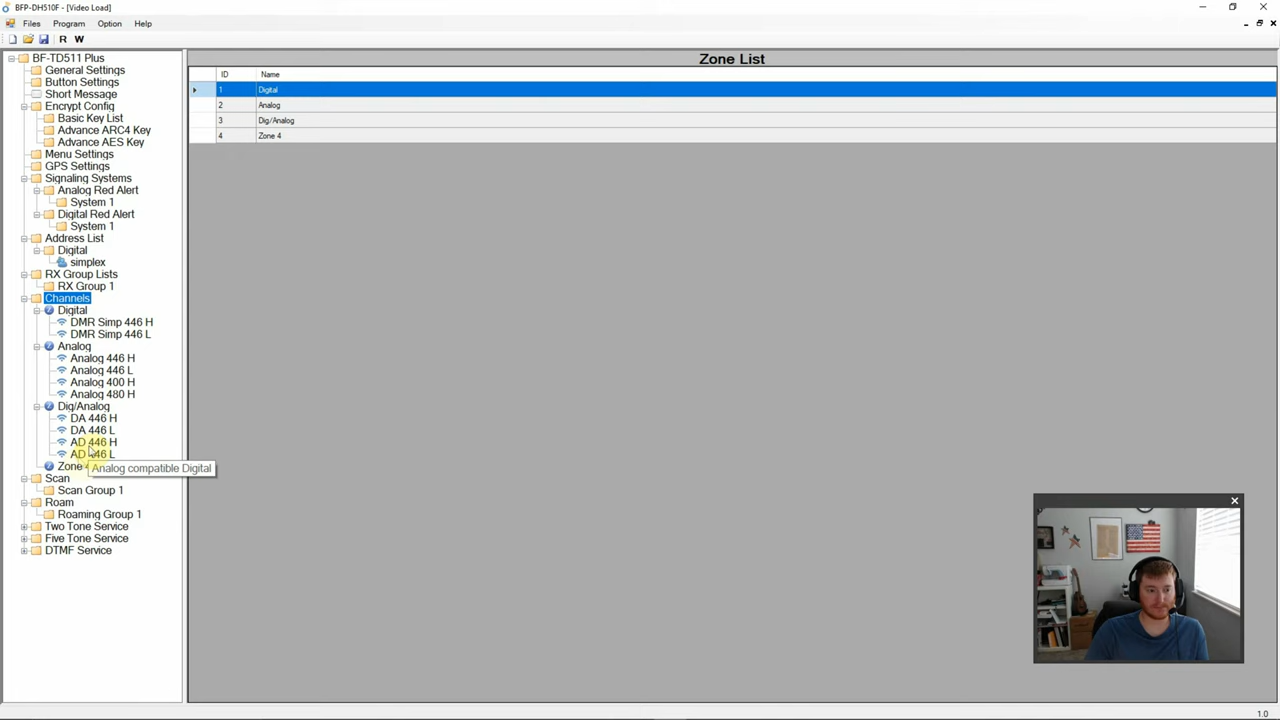 BFP-DH510F - [Video Load]
Files Program Option Help
R W
BF-TD511 Plus
General Settings
Button Settings
Short Message
Encrypt Config
Basic Key List
Advance ARC4 Key
Advance AES Key
Menu Settings
GPS Settings
Signaling Systems
Analog Red Alert
System 1
Digital Red Alert
System 1
Address List
Digital
simplex
RX Group Lists
RX Group 1
Channels
Digital
DMR Simp 446 H
DMR Simp 446 L
Analog
Analog 446 H
Analog 446 L
Analog 400 H
Analog 480 H
Dig/Analog
DA 446 H
DA 446 L
AD 446 H
AD 446 L
Zone
Analog compatible Digital
Scan
Scan Group 1
Roam
Roaming Group 1
Two Tone Service
Five Tone Service
DTMF Service
Zone List
ID Name
1 Digital
2 Analog
3 Dig/Analog
4 Zone 4
1.0